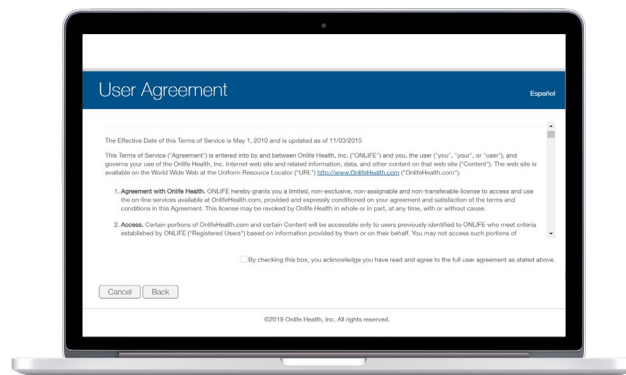 User Agreement
Español
The Effective Date of this Terms of Service is May 1, 2010 and is updated as of 11/03/2015
This Terms of Service ("Agreement") is entered into by and between Onlife Health, Inc. ("ONLIFE") and you, the user ("you", "your", or "user"), and
governs your use of the Onlife Health, Inc. Internet web site and related information, data, and other content on that web site ("Content"). The web site is
available on the World Wide Web at the Uniform Resource Locator ("URL") http://www.OnlifeHealth.com ("OnlifeHealth.com").
1. Agreement with Onlife Health. ONLIFE hereby grants you a limited, non-exclusive, non-assignable and non-transferable license to access and use
the on-line services available at OnlifeHealth.com, provided and expressly conditioned on your agreement and satisfaction of the terms and
conditions in this Agreement. This license may be revoked by Onlife Health in whole or in part, at any time, with or without cause.
2. Access. Certain portions of OnlifeHealth.com and certain Content will be accessible only to users previously identified to ONLIFE who meet criteria
established by ONLIFE ("Registered Users") based on information provided by them or on their behalf. You may not access such portions of
By checking this box, you acknowledge you have read and agree to the full user agreement as stated above.
Cancel Back
©2019 Onlife Health, Inc. All rights reserved.